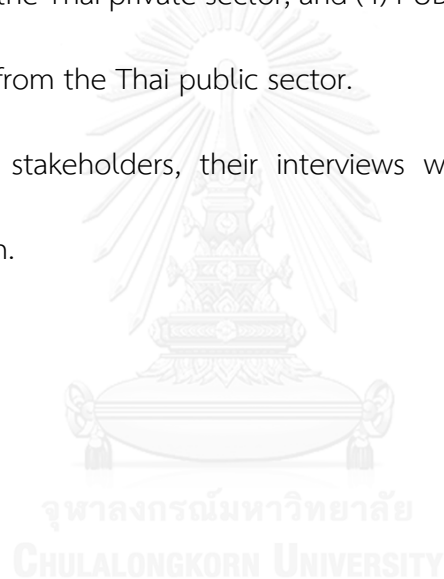 the Thai private sector, and (4)
from the Thai public sector.
stakeholders, their interviews
จุฬาลงกรณ์มหาวิทยาลัย
CHULALONGKORN UNIVERSITY